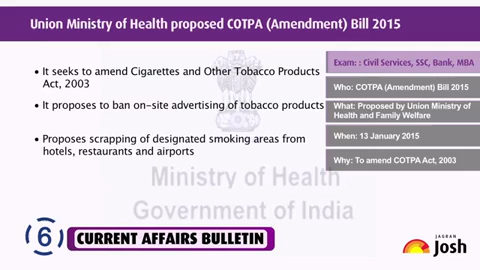 Union Ministry of Health proposed COTPA (Amendment) Bill 2015
• It seeks to amend Cigarettes and Other Tobacco Products
Act, 2003
• It proposes to ban on-site advertising of tobacco products
• Proposes scrapping of designated smoking areas from
hotels, restaurants and airports
Exam: : Civil Services, SSC, Bank, MBA
Who: COTPA (Amendment) Bill 2015
What: Proposed by Union Ministry of
Health and Family Welfare
When: 13 January 2015
Why: To amend COTPA Act, 2003
Ministry of Health
Government of India
6 CURRENT AFFAIRS BULLETIN
JAGRAN
Josh